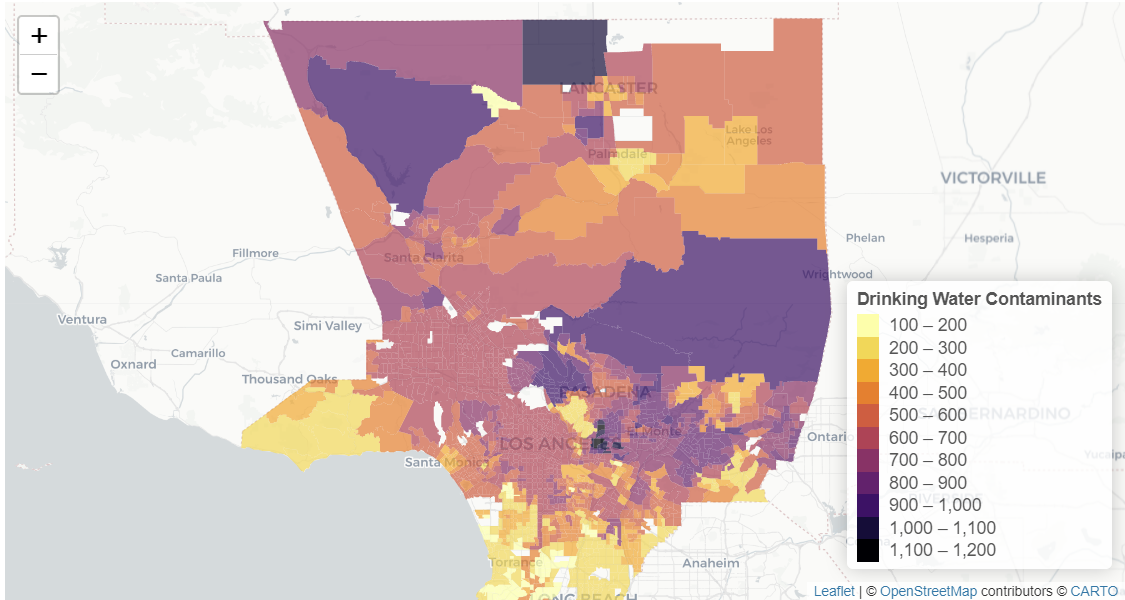 +
−
LANCASTER
Lake Los
Angeles
Palmdale
VICTORVILLE
Phelan
Hesperia
Fillmore
Santa Clarita
Santa Paula
Wrightwood
Ventura
Simi Valley
Oxnard
Camarillo
Thousand Oaks
PASADENA
LOS ANGELES
El Monte
Santa Monica
Ontario
SAN BERNARDINO
Yucaipa
RIVERSIDE
Torrance
Anaheim
LONG BEACH
Drinking Water Contaminants
100 – 200
200 – 300
300 – 400
400 – 500
500 – 600
600 – 700
700 – 800
800 – 900
900 – 1,000
1,000 – 1,100
1,100 – 1,200
Leaflet | © OpenStreetMap contributors © CARTO